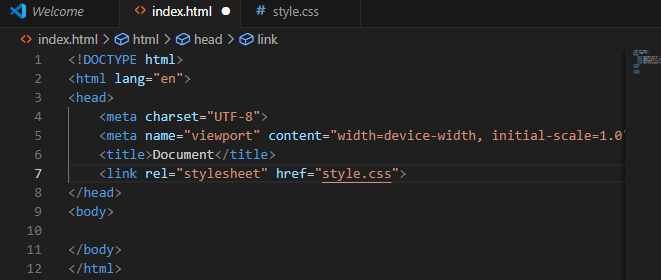 Welcome index.html style.css
index.html > html > head > link
1 <!DOCTYPE html>
2 <html lang="en">
3 <head>
4     <meta charset="UTF-8">
5     <meta name="viewport" content="width=device-width, initial-scale=1.0"
6     <title>Document</title>
7     <link rel="stylesheet" href="style.css">
8 </head>
9 <body>
10
11 </body>
12 </html>